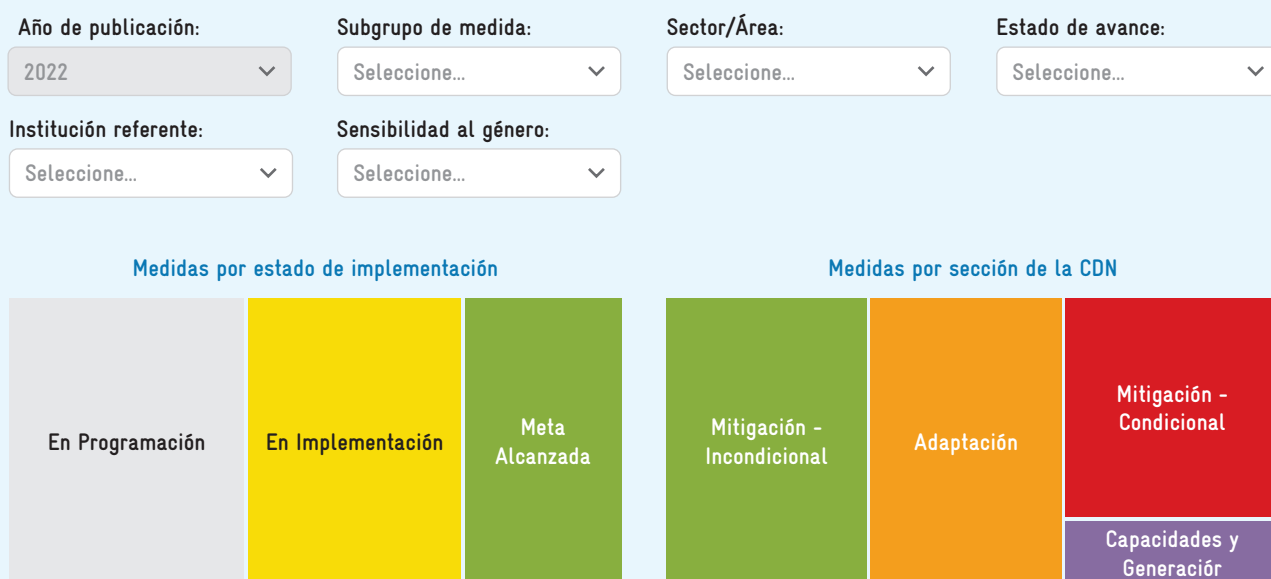 Año de publicación:
Subgrupo de medida:
Sector/Área:
Estado de avance:
2022
Seleccione...
Seleccione...
Seleccione...
Institución referente:
Sensibilidad al género:
Seleccione...
Seleccione...
Medidas por estado de implementación
Medidas por sección de la CDN
En Programación
En Implementación
Meta
Alcanzada
Mitigación -
Incondicional
Adaptación
Mitigación -
Condicional
Capacidades y
Generaciór